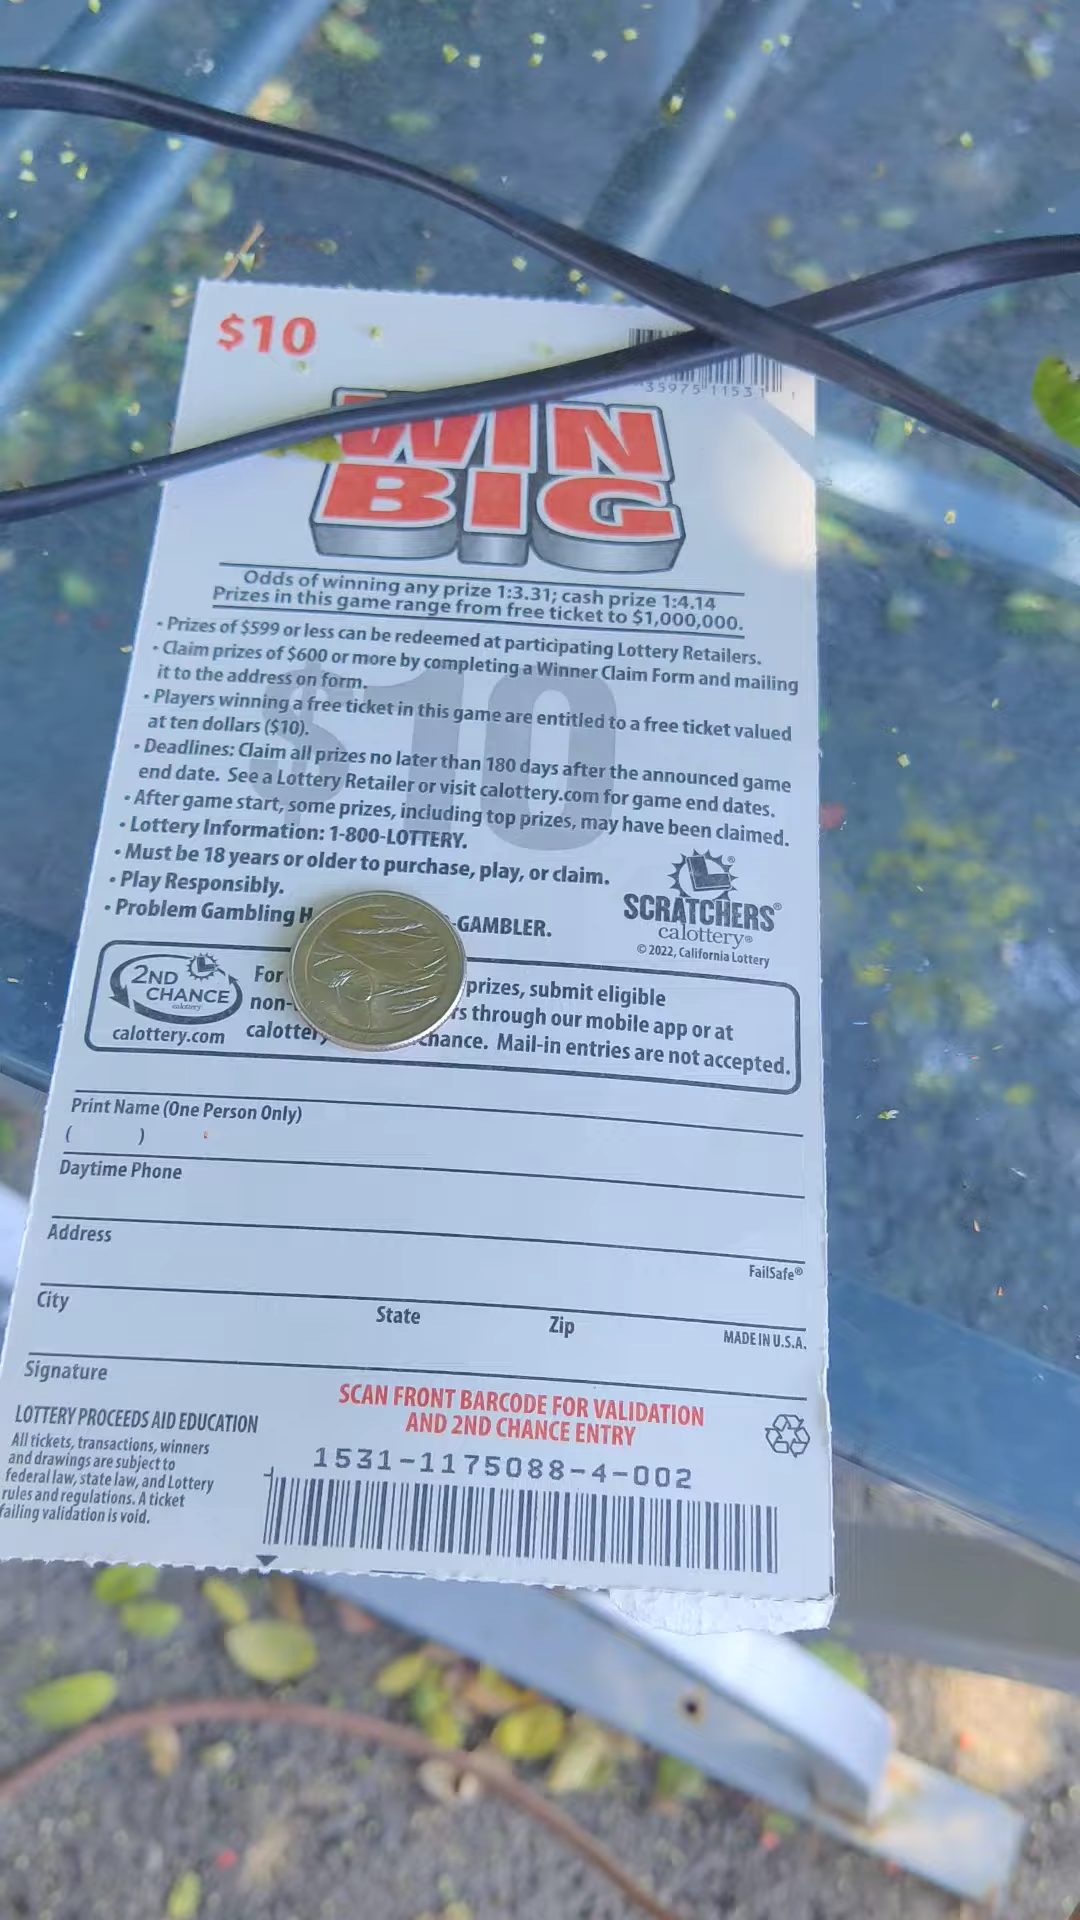 $10
35975 11531 1
WIN
BIG
Odds of winning any prize 1:3.31; cash prize 1:4.14
Prizes in this game range from free ticket to $1,000,000.
• Prizes of $599 or less can be redeemed at participating Lottery Retailers.
• Claim prizes of $600 or more by completing a Winner Claim Form and mailing
it to the address on form.
• Players winning a free ticket in this game are entitled to a free ticket valued
at ten dollars ($10).
• Deadlines: Claim all prizes no later than 180 days after the announced game
end date. See a Lottery Retailer or visit calottery.com for game end dates.
• After game start, some prizes, including top prizes, may have been claimed.
• Lottery Information: 1-800-LOTTERY.
• Must be 18 years or older to purchase, play, or claim.
• Play Responsibly.
• Problem Gambling H -GAMBLER.
$10
SCRATCHERS®
calottery®
© 2022, California Lottery
2ND
CHANCE
calottery
calottery.com
For prizes, submit eligible
non- rs through our mobile app or at
calottery chance. Mail-in entries are not accepted.
Print Name (One Person Only)
( )
Daytime Phone
Address
FailSafe®
City State Zip
MADE IN U.S.A.
Signature
SCAN FRONT BARCODE FOR VALIDATION
AND 2ND CHANCE ENTRY
LOTTERY PROCEEDS AID EDUCATION
All tickets, transactions, winners
and drawings are subject to
federal law, state law, and Lottery
rules and regulations. A ticket
failing validation is void.
1531-1175088-4-002